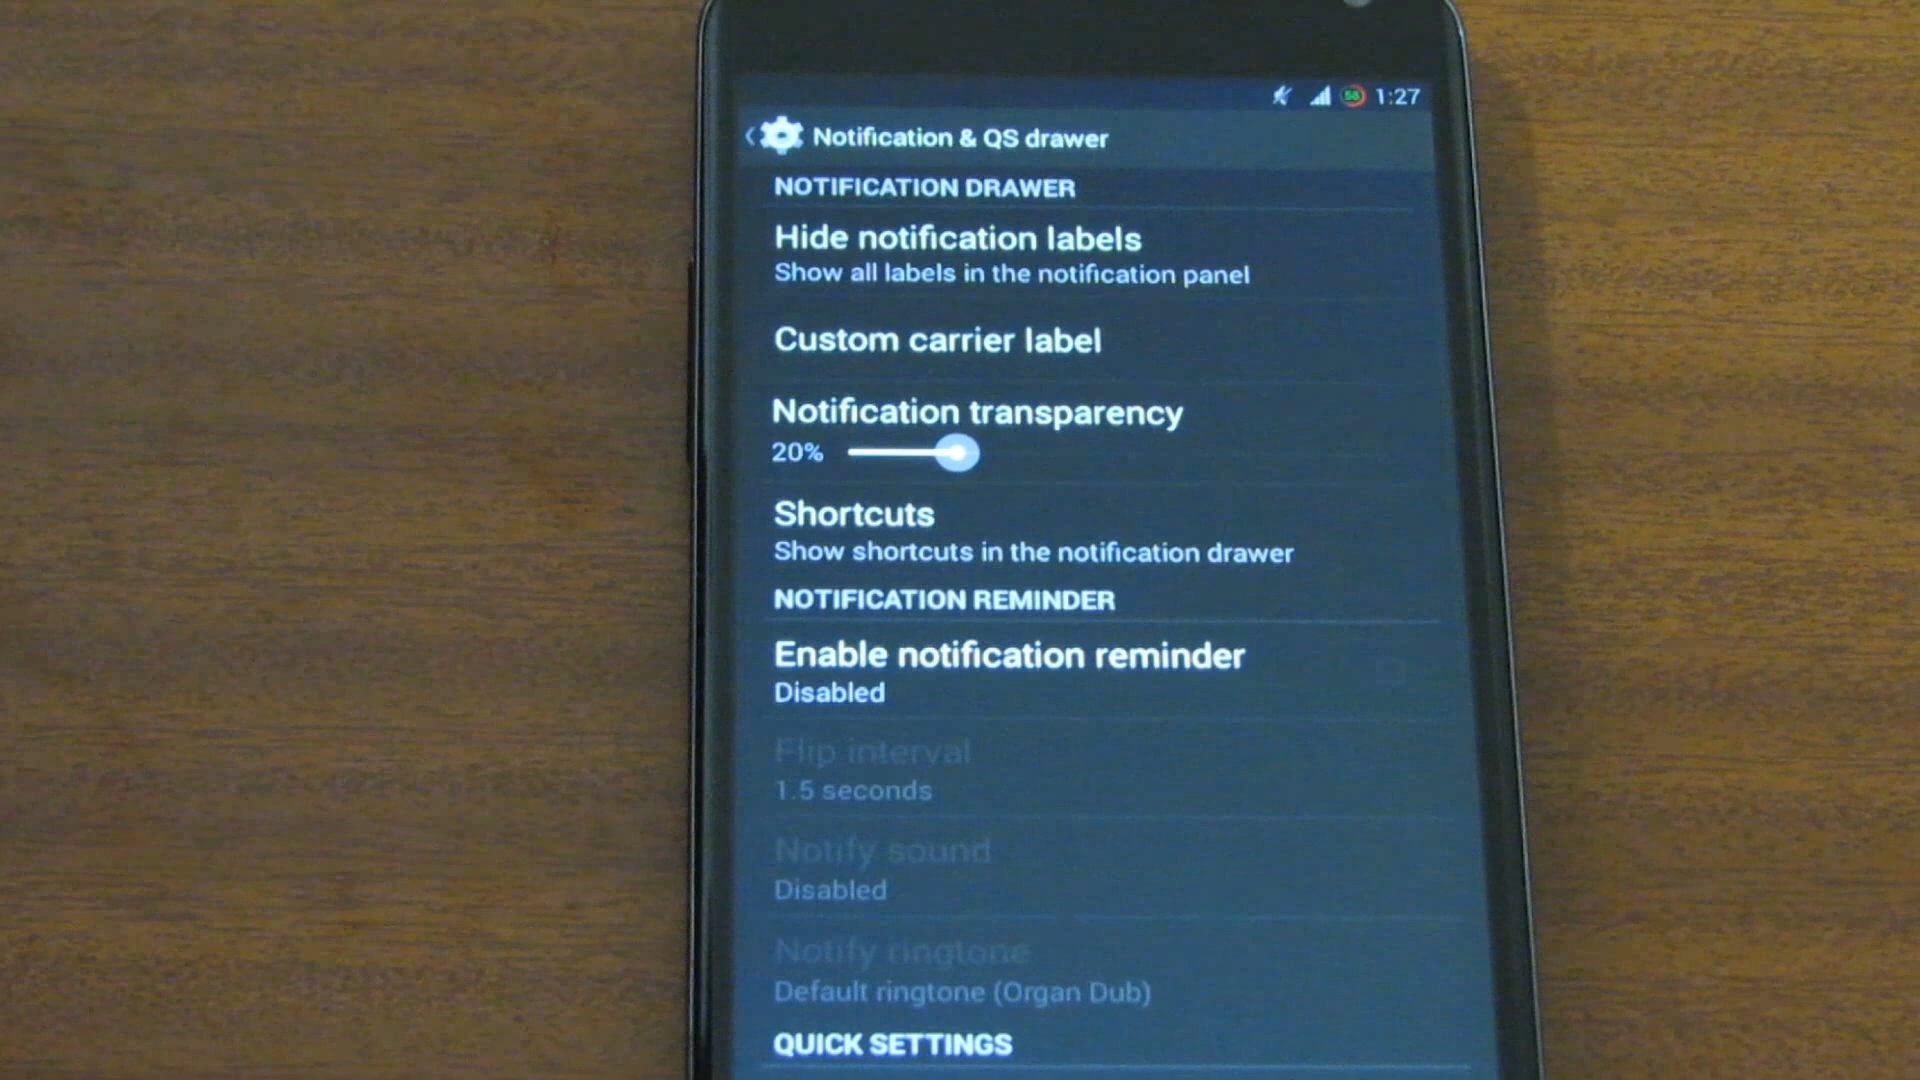 58 1:27
Notification & QS drawer
NOTIFICATION DRAWER
Hide notification labels
Show all labels in the notification panel
Custom carrier label
Notification transparency
20%
Shortcuts
Show shortcuts in the notification drawer
NOTIFICATION REMINDER
Enable notification reminder
Disabled
Flip interval
1.5 seconds
Notify sound
Disabled
Notify ringtone
Default ringtone (Organ Dub)
QUICK SETTINGS